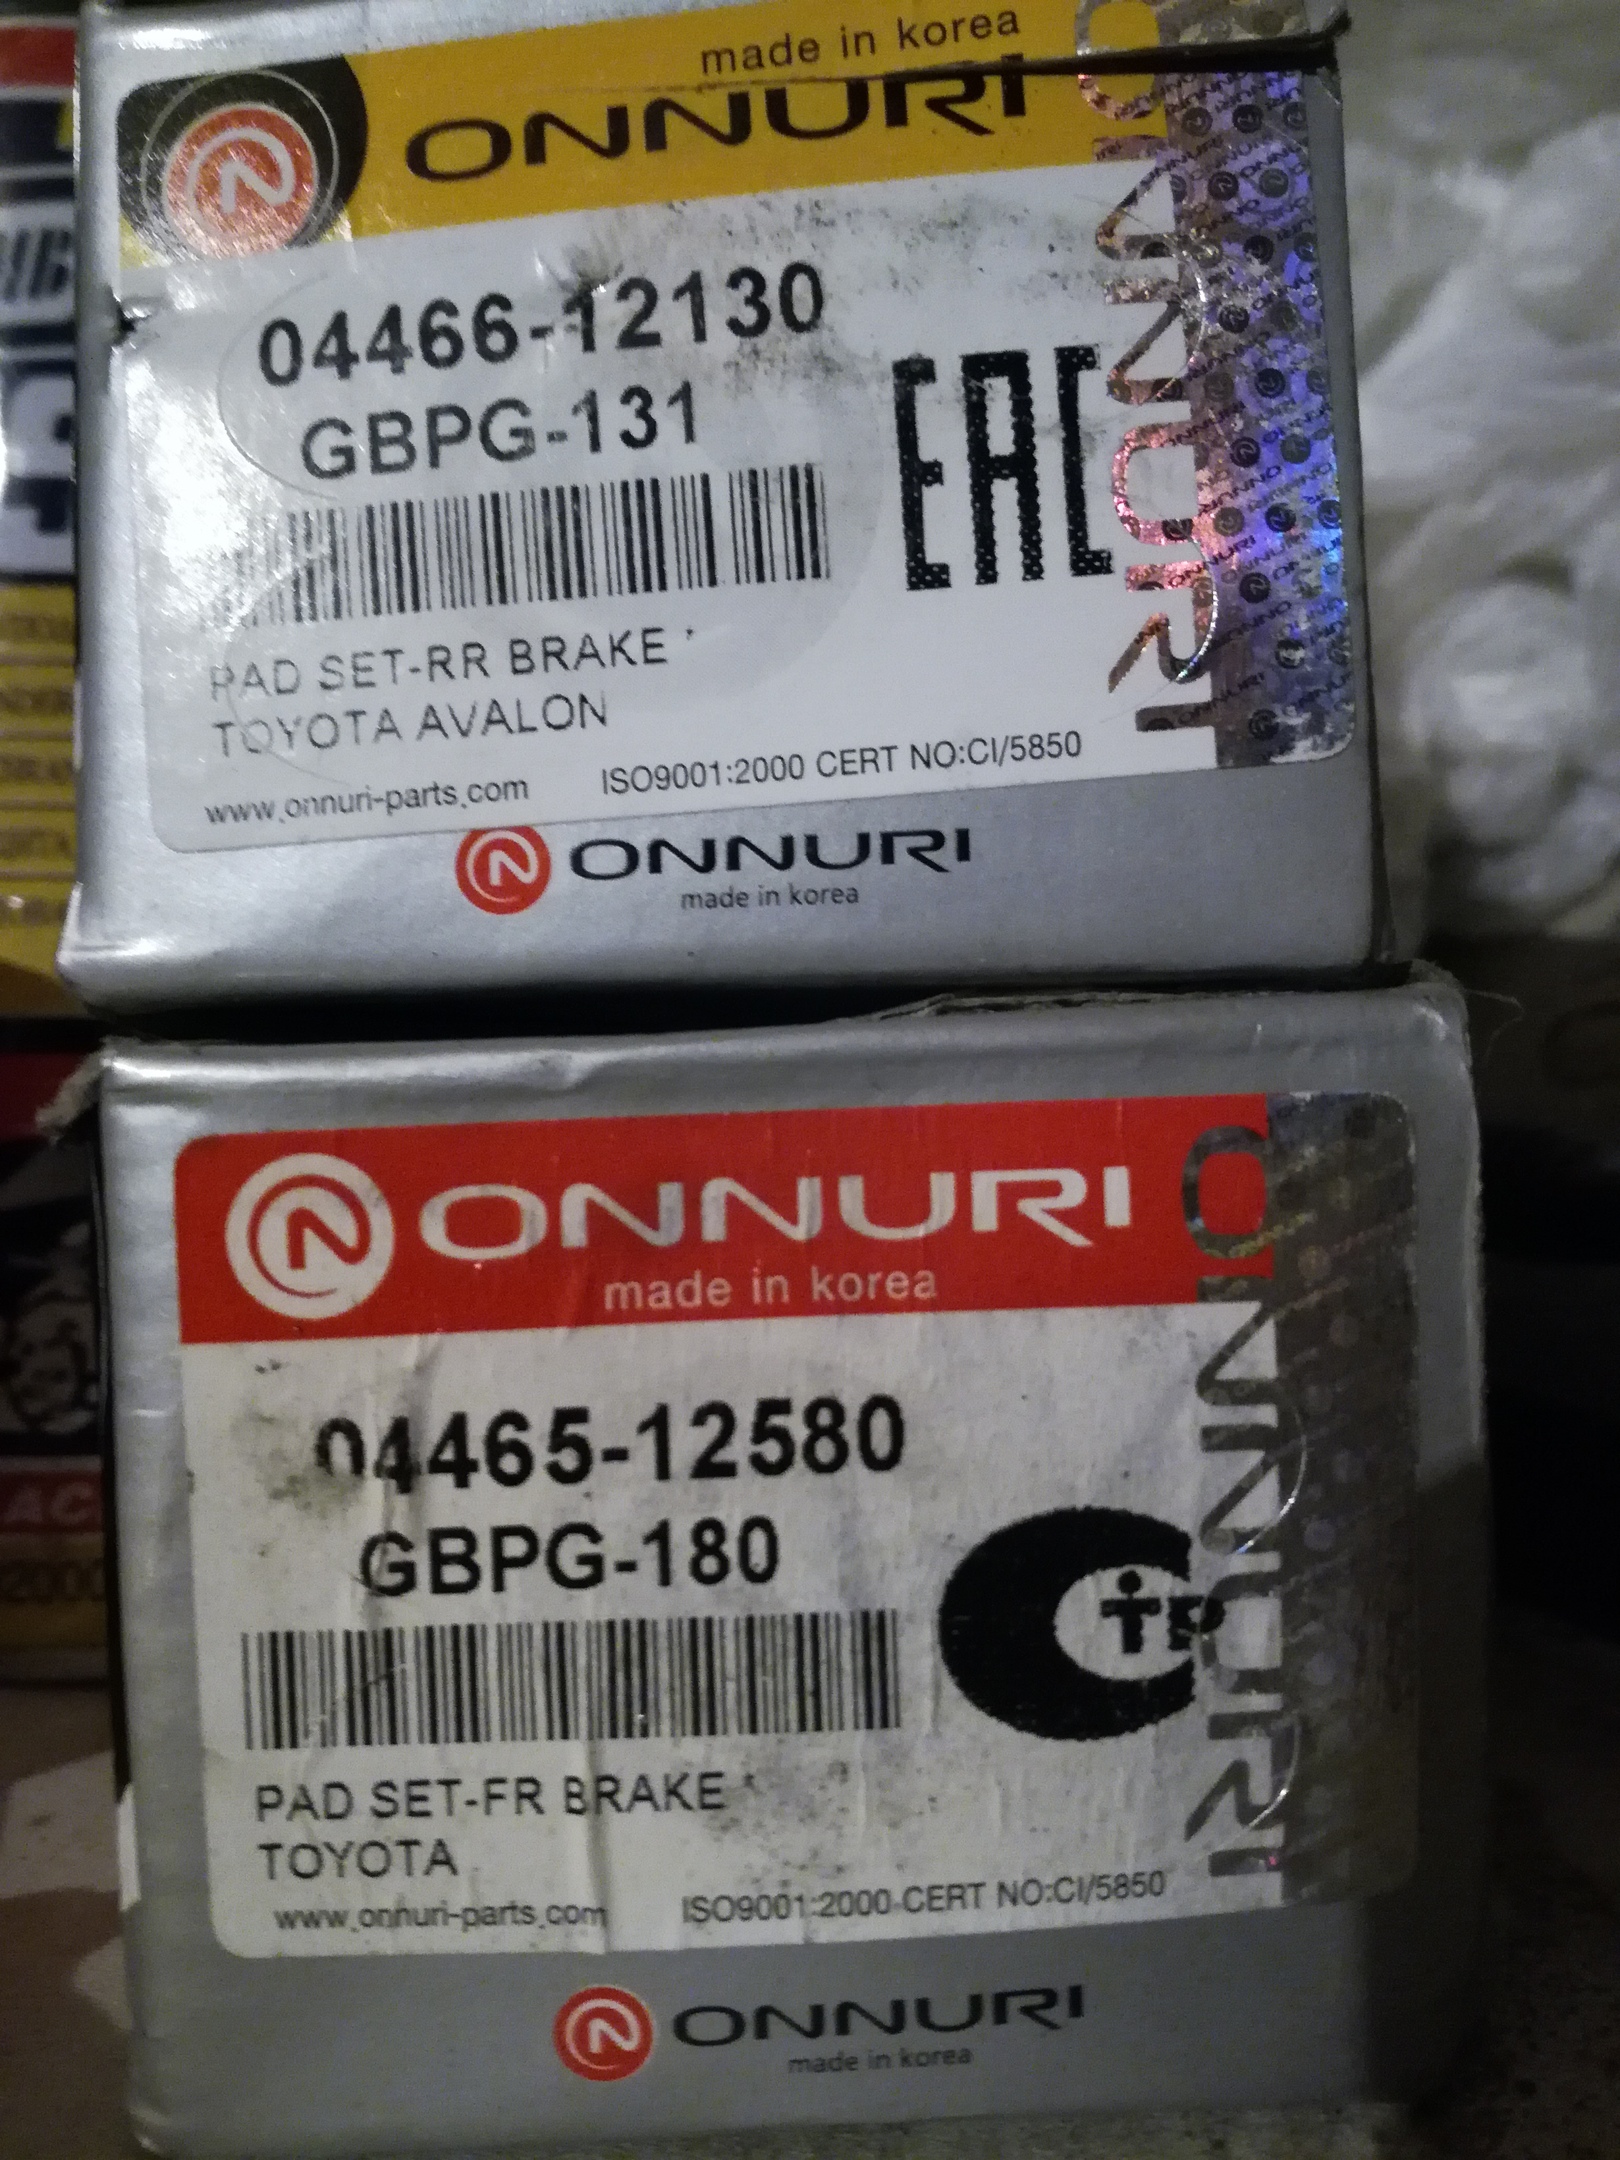 made in korea
ONNURI
ONNURI
04466-12130
GBPG-131
EAC
PAD SET-RR BRAKE *
TOYOTA AVALON
www.onnuri-parts.com ISO9001:2000 CERT NO:CI/5850
ONNURI
made in korea
ONNURI
made in korea
ONNURI
04465-12580
GBPG-180
PAD SET-FR BRAKE *
TOYOTA
www.onnuri-parts.com ISO9001:2000 CERT NO:CI/5850
ONNURI
made in korea